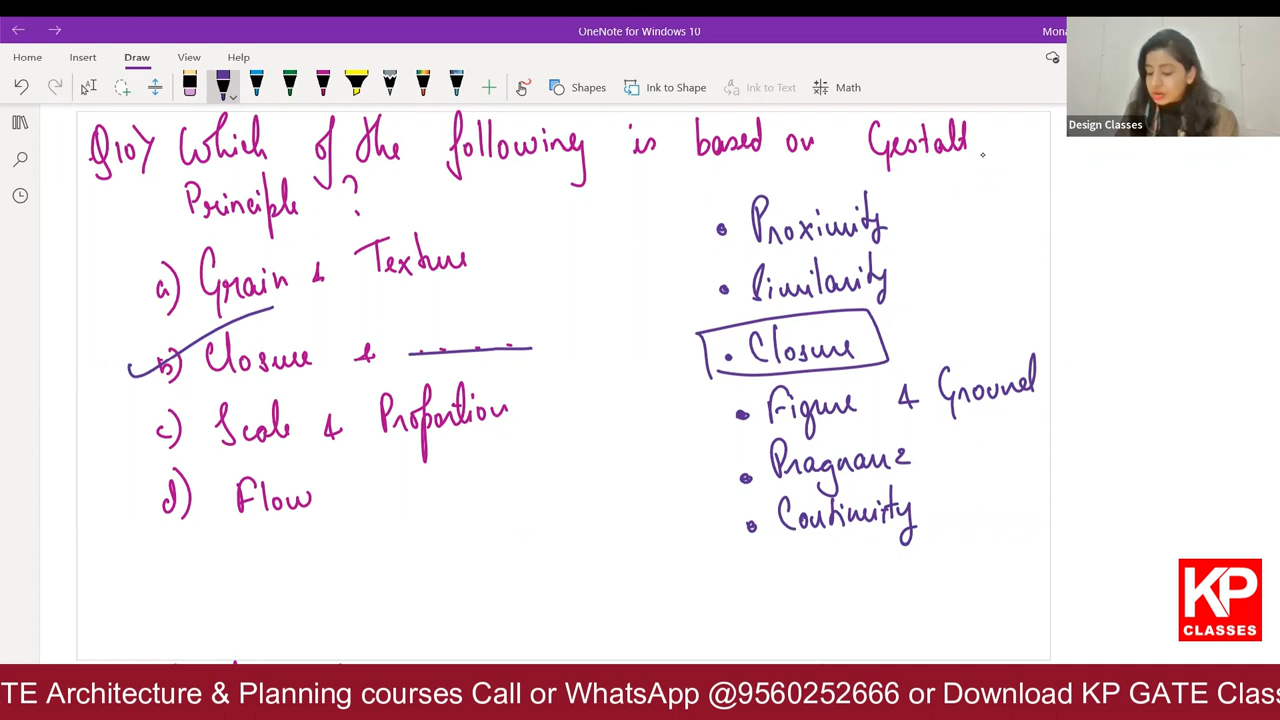 OneNote for Windows 10
Mona
Home Insert Draw View Help
Shapes Ink to Shape Ink to Text Math
Design Classes
Q10) Which of the following is based on Gestalt
Principle ?
a) Grain & Texture
b) Closure &
c) Scale & Proportion
d) Flow
• Proximity
• Similarity
• Closure
• Figure & Ground
• Pragnanz
• Continuity
KP
CLASSES
TE Architecture & Planning courses Call or WhatsApp @9560252666 or Download KP GATE Class